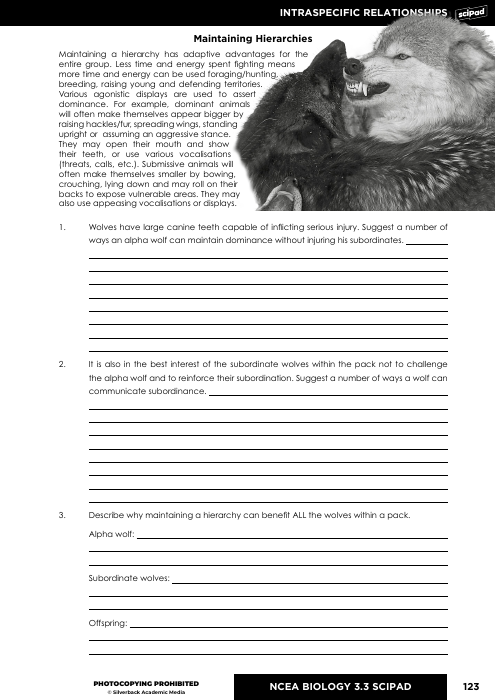 INTRASPECIFIC RELATIONSHIPS
scipad
Maintaining Hierarchies
Maintaining a hierarchy has adaptive advantages for the
entire group. Less time and energy spent fighting means
more time and energy can be used foraging/hunting,
breeding, raising young and defending territories.
Various agonistic displays are used to assert
dominance. For example, dominant animals
will often make themselves appear bigger by
raising hackles/fur, spreading wings, standing
upright or assuming an aggressive stance.
They may open their mouth and show
their teeth, or use various vocalisations
(threats, calls, etc.). Submissive animals will
often make themselves smaller by bowing,
crouching, lying down and may roll on their
backs to expose vulnerable areas. They may
also use appeasing vocalisations or displays.
1. Wolves have large canine teeth capable of inflicting serious injury. Suggest a number of
ways an alpha wolf can maintain dominance without injuring his subordinates.
2. It is also in the best interest of the subordinate wolves within the pack not to challenge
the alpha wolf and to reinforce their subordination. Suggest a number of ways a wolf can
communicate subordinance.
3. Describe why maintaining a hierarchy can benefit ALL the wolves within a pack.
Alpha wolf:
Subordinate wolves:
Offspring:
PHOTOCOPYING PROHIBITED
© Silverback Academic Media
NCEA BIOLOGY 3.3 SCIPAD
123